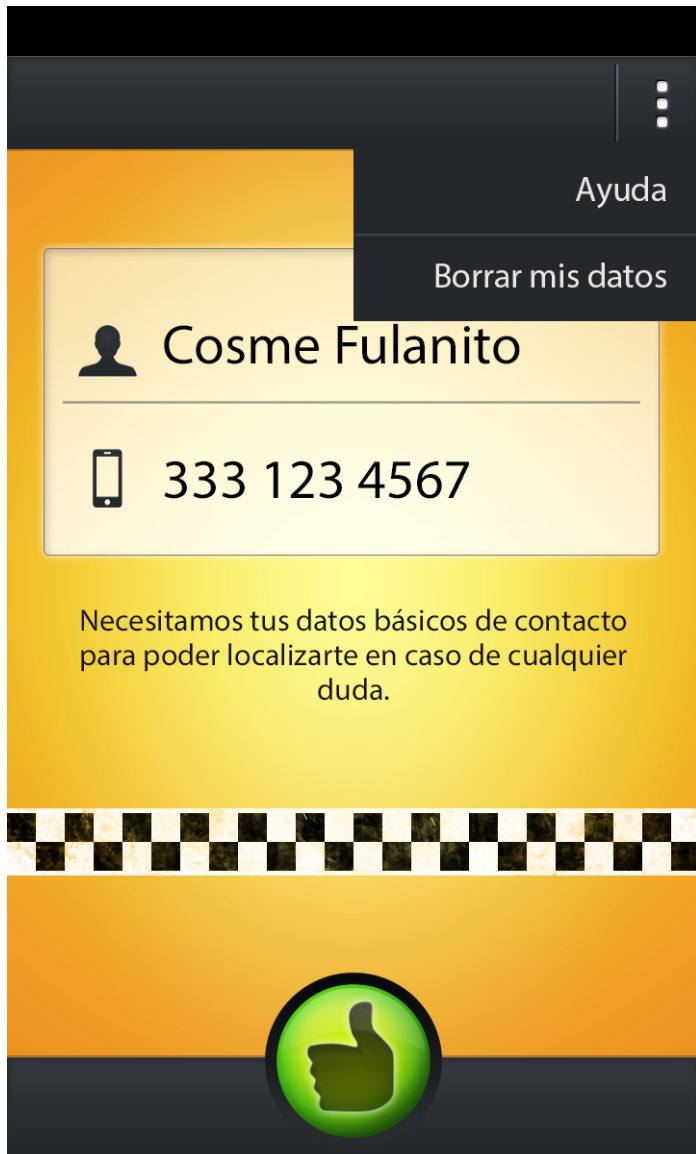 Ayuda
Borrar mis datos
Cosme Fulanito
333 123 4567
Necesitamos tus datos básicos de contacto
para poder localizarte en caso de cualquier
duda.